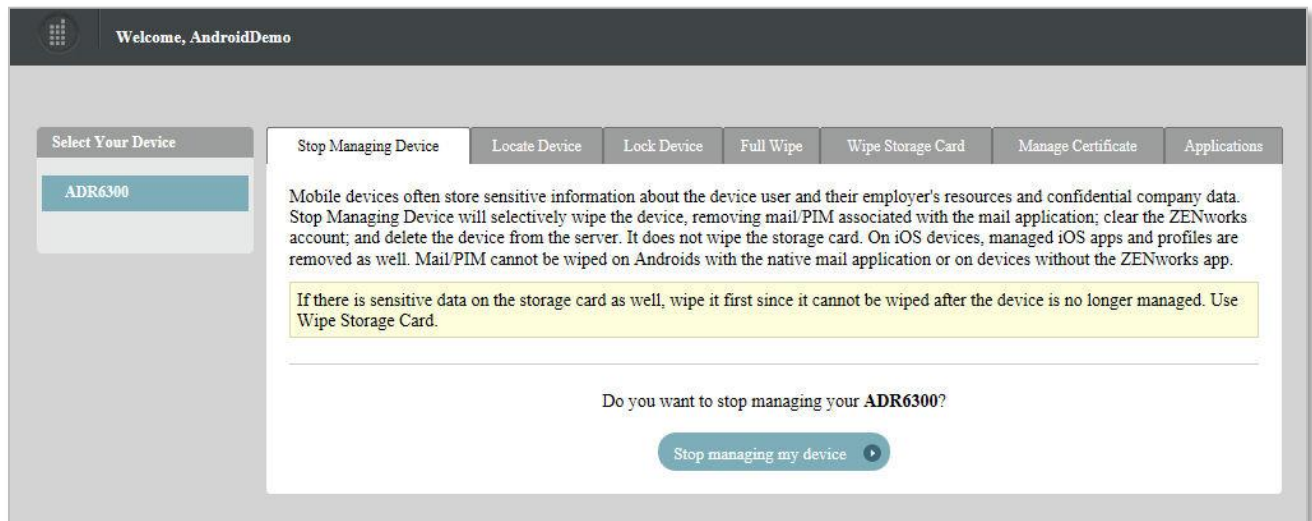 Welcome, AndroidDemo
Select Your Device
ADR6300
Stop Managing Device Locate Device Lock Device Full Wipe Wipe Storage Card Manage Certificate Applications
Mobile devices often store sensitive information about the device user and their employer's resources and confidential company data.
Stop Managing Device will selectively wipe the device, removing mail/PIM associated with the mail application; clear the ZENworks
account; and delete the device from the server. It does not wipe the storage card. On iOS devices, managed iOS apps and profiles are
removed as well. Mail/PIM cannot be wiped on Androids with the native mail application or on devices without the ZENworks app.
If there is sensitive data on the storage card as well, wipe it first since it cannot be wiped after the device is no longer managed. Use
Wipe Storage Card.
Do you want to stop managing your ADR6300?
Stop managing my device